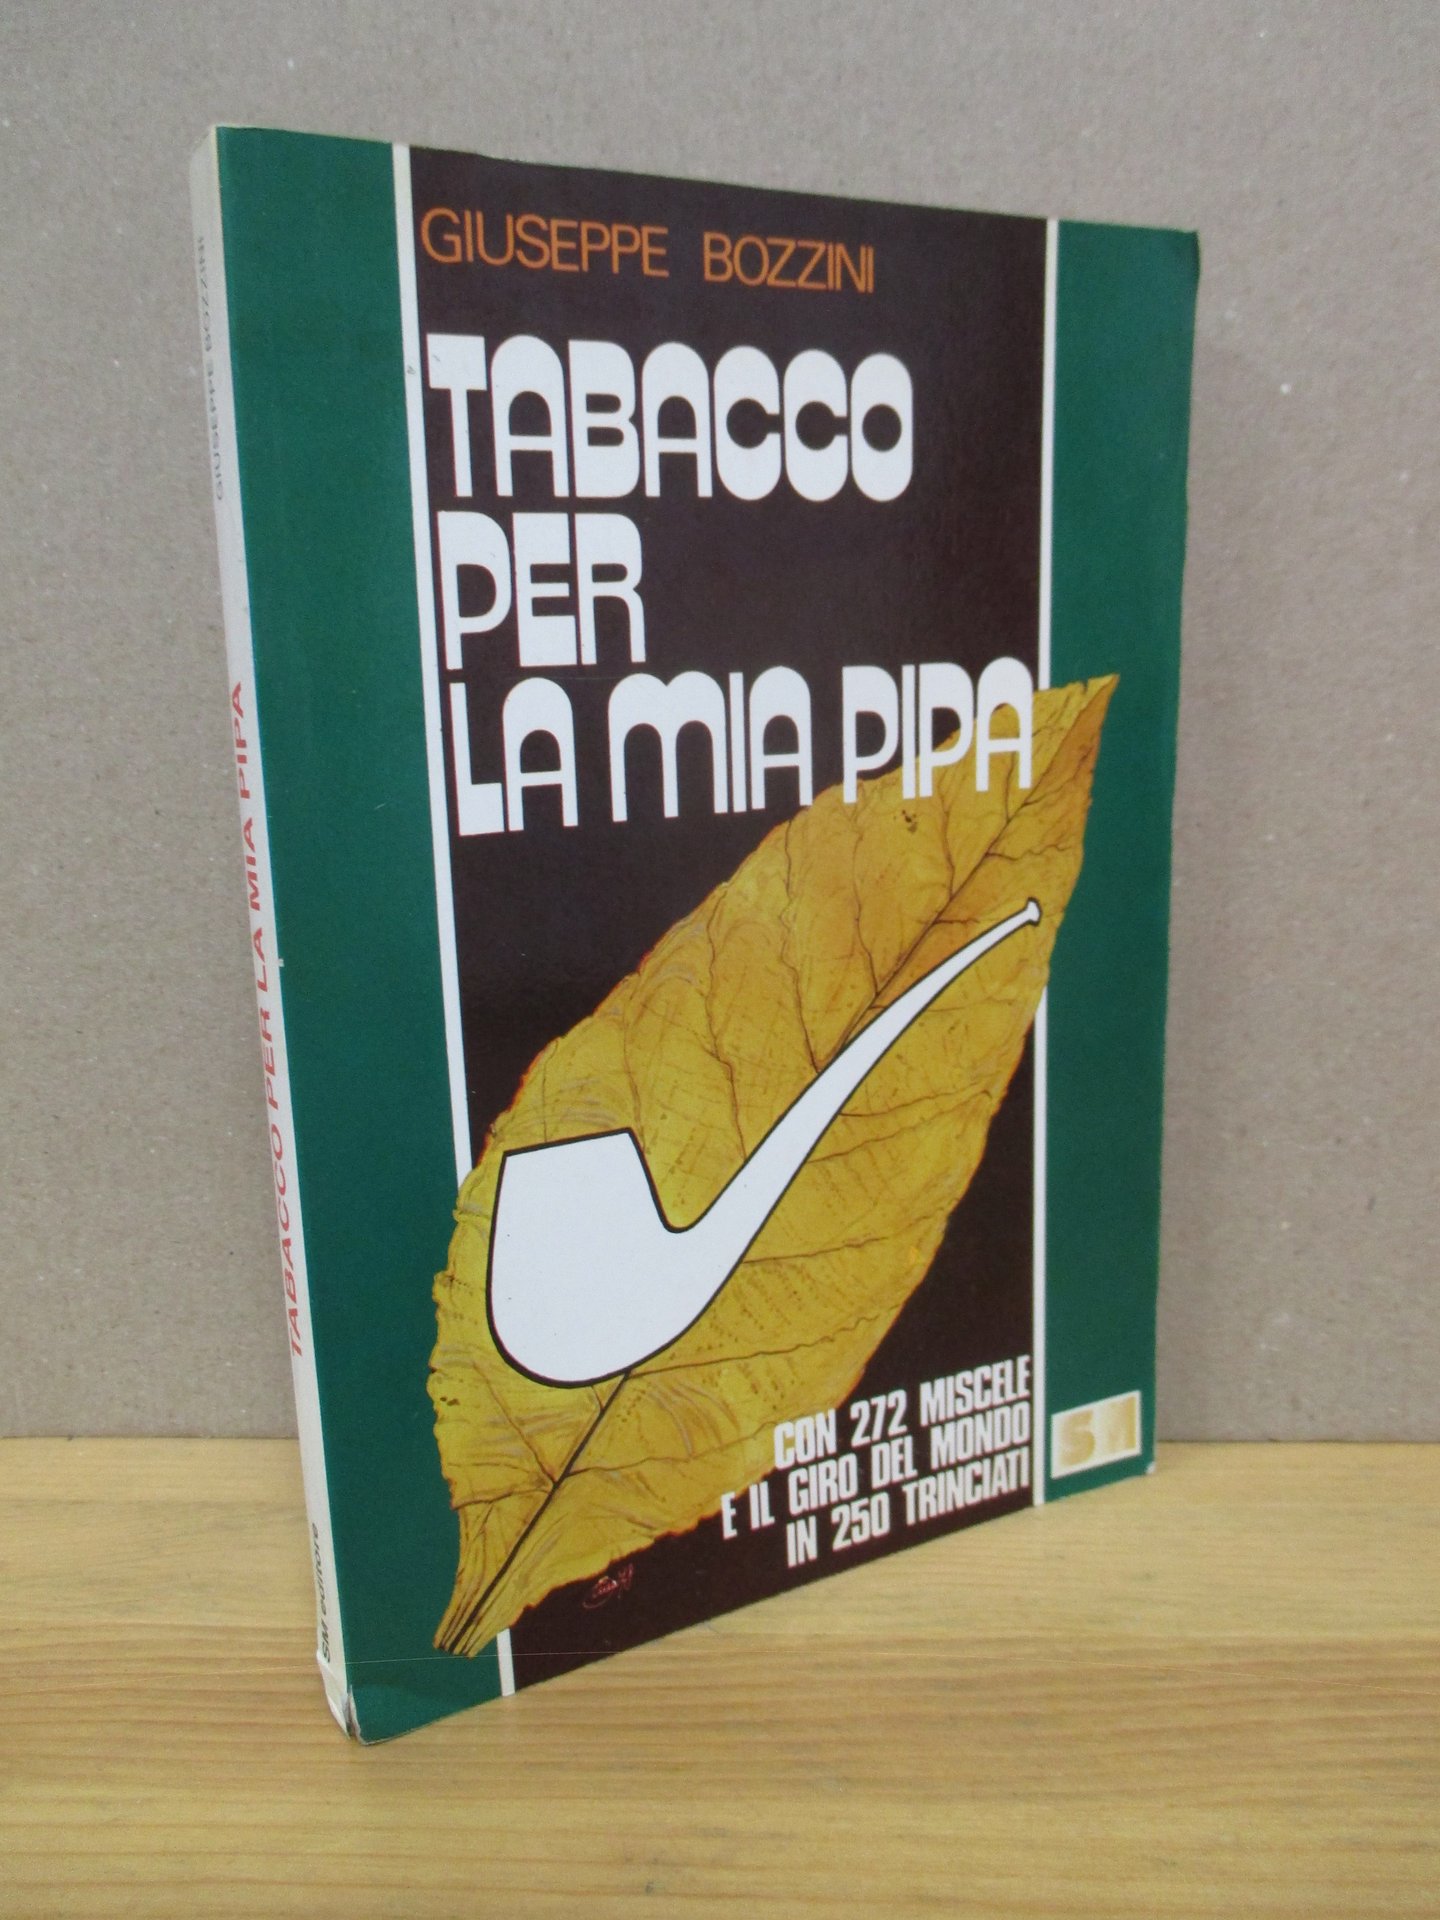 GIUSEPPE BOZZINI
TABACCO
PER
LA MIA PIPA
CON 272 MISCELE
E IL GIRO DEL MONDO
IN 250 TRINCIATI
SM
GIUSEPPE BOZZINI
TABACCO PER LA MIA PIPA
SM editore